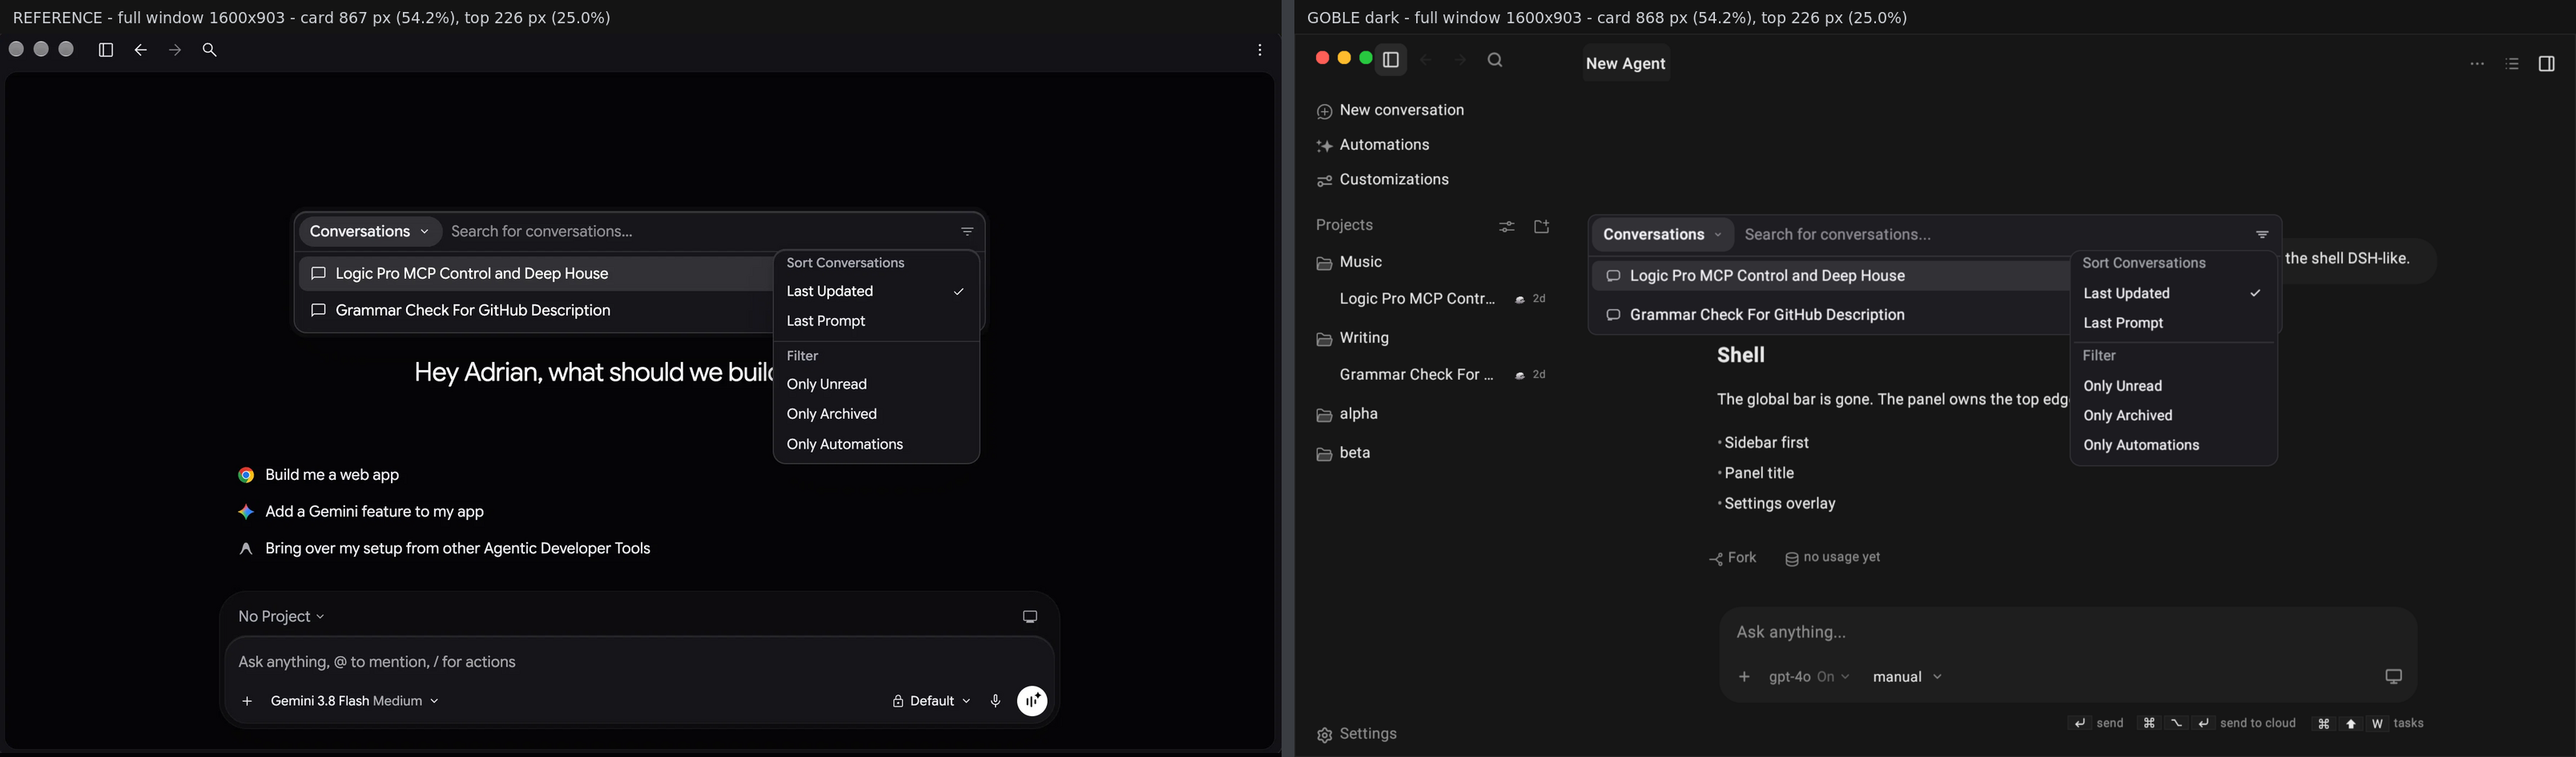 REFERENCE - full window 1600x903 - card 867 px (54.2%), top 226 px (25.0%)
Conversations Search for conversations...
Logic Pro MCP Control and Deep House
Grammar Check For GitHub Description
Sort Conversations
Last Updated
Last Prompt
Filter
Only Unread
Only Archived
Only Automations
Hey Adrian, what should we build
Build me a web app
Add a Gemini feature to my app
Bring over my setup from other Agentic Developer Tools
No Project
Ask anything, @ to mention, / for actions
Gemini 3.8 Flash Medium Default
GOBLE dark - full window 1600x903 - card 868 px (54.2%), top 226 px (25.0%)
New Agent
New conversation
Automations
Customizations
Projects
Music
Logic Pro MCP Contr... 2d
Writing
Grammar Check For ... 2d
alpha
beta
Settings
Conversations Search for conversations...
Logic Pro MCP Control and Deep House
Grammar Check For GitHub Description
Sort Conversations
Last Updated
Last Prompt
Filter
Only Unread
Only Archived
Only Automations
the shell DSH-like.
Shell
The global bar is gone. The panel owns the top edg
• Sidebar first
• Panel title
• Settings overlay
Fork no usage yet
Ask anything...
gpt-4o On manual
↵ send ⌘ ⌥ ↵ send to cloud ⌘ ⬆ W tasks